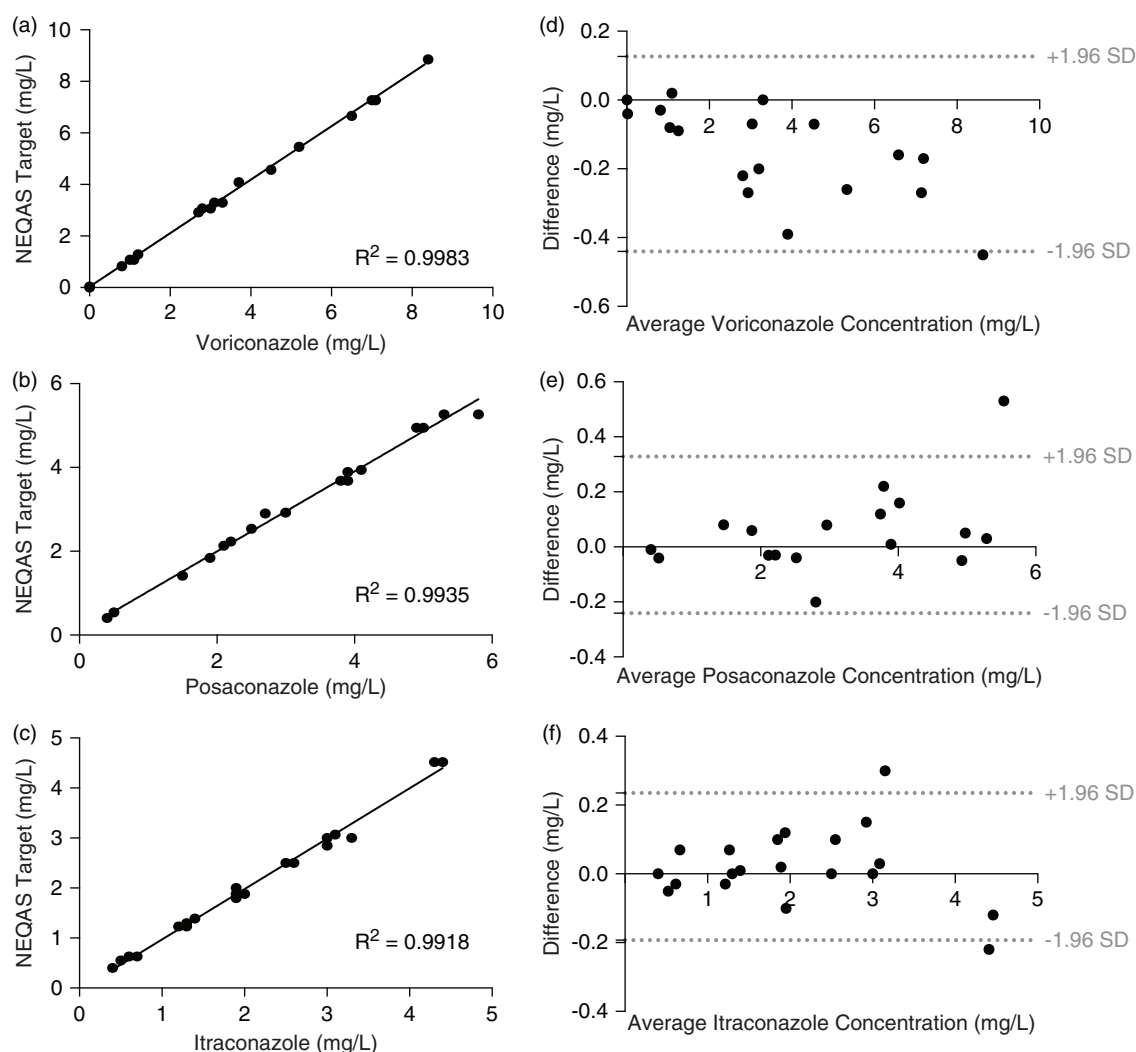 (a)
NEQAS Target (mg/L)
10
8
6
4
2
0
R² = 0.9983
0 2 4 6 8 10
Voriconazole (mg/L)
(d)
Difference (mg/L)
0.2
0.0
-0.2
-0.4
-0.6
2 4 6 8 10
+1.96 SD
-1.96 SD
Average Voriconazole Concentration (mg/L)
(b)
NEQAS Target (mg/L)
6
4
2
0
R² = 0.9935
0 2 4 6
Posaconazole (mg/L)
(e)
Difference (mg/L)
0.6
0.4
0.2
0.0
-0.2
-0.4
2 4 6
+1.96 SD
-1.96 SD
Average Posaconazole Concentration (mg/L)
(c)
NEQAS Target (mg/L)
5
4
3
2
1
0
R² = 0.9918
0 1 2 3 4 5
Itraconazole (mg/L)
(f)
Difference (mg/L)
0.4
0.2
0.0
-0.2
-0.4
1 2 3 4 5
+1.96 SD
-1.96 SD
Average Itraconazole Concentration (mg/L)